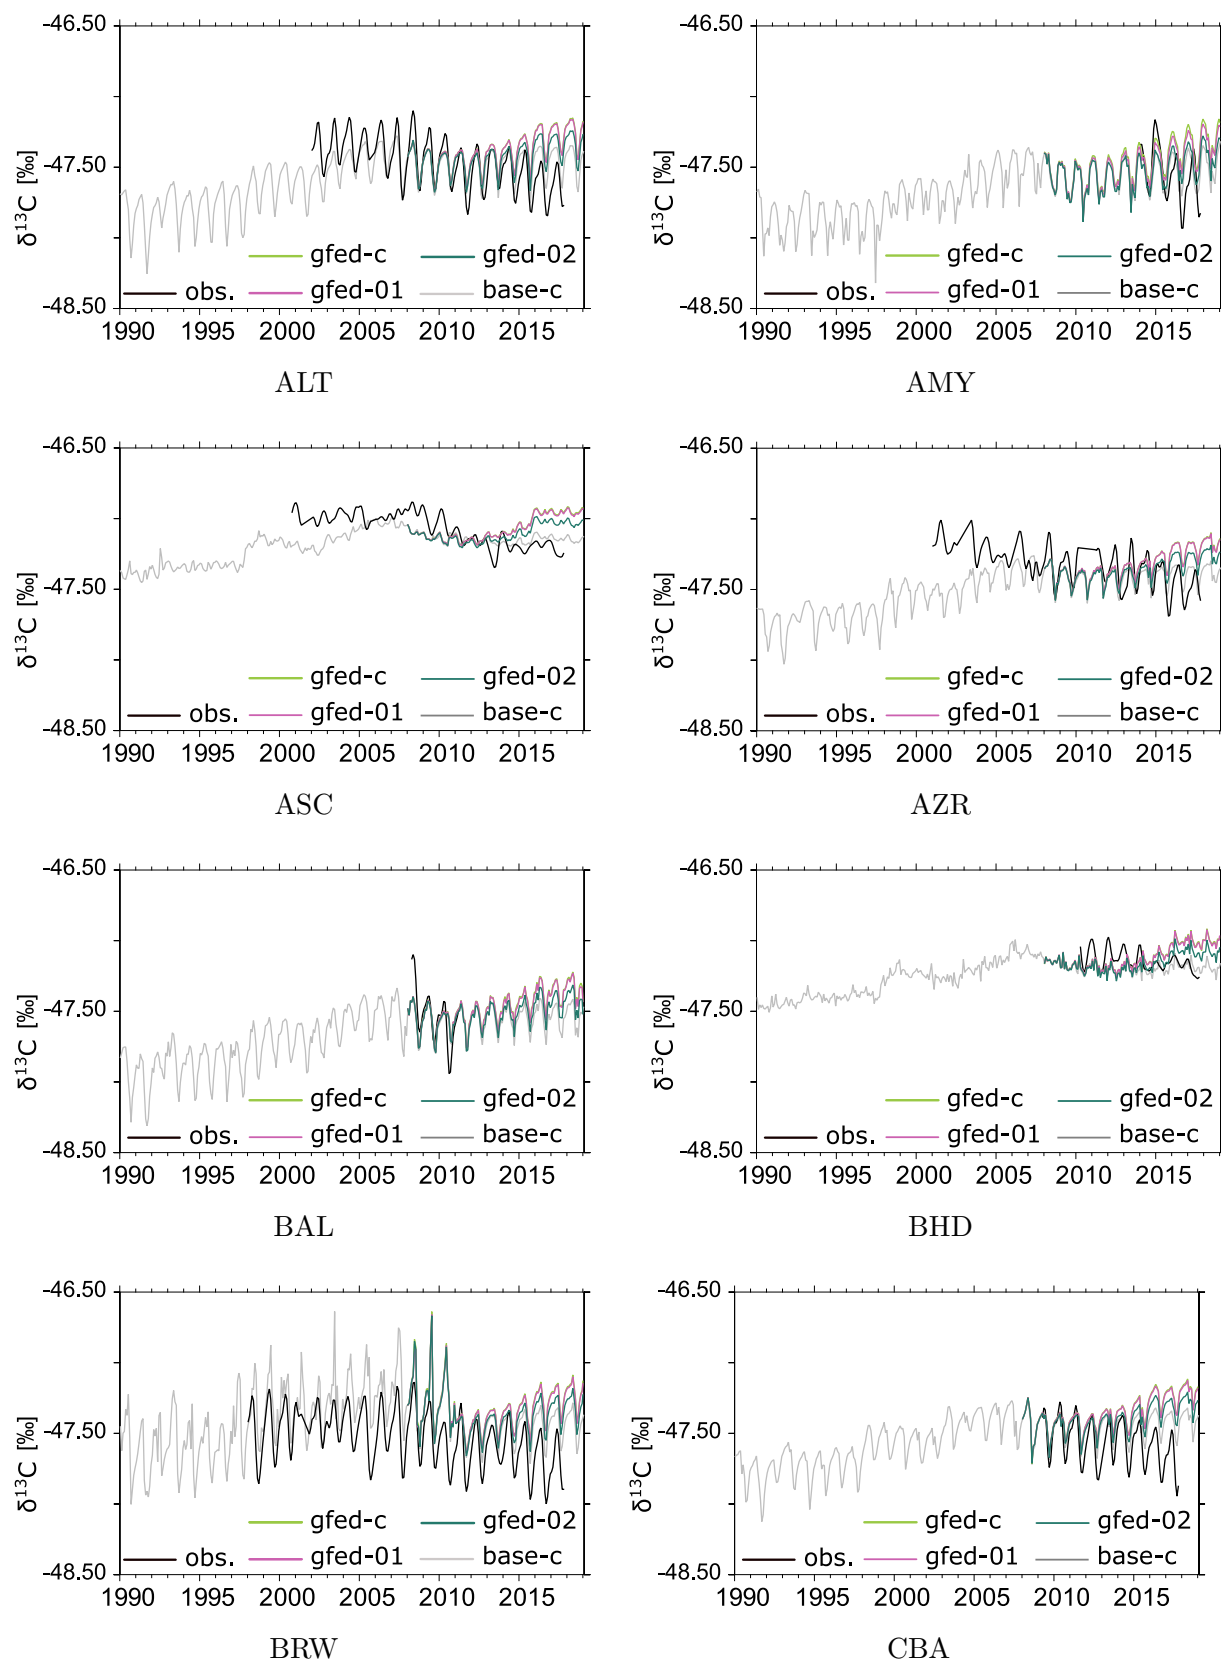 -46.50
-47.50
-48.50
δ¹³C [‰]
gfed-c gfed-02
obs. gfed-01 base-c
1990 1995 2000 2005 2010 2015
ALT
-46.50
-47.50
-48.50
δ¹³C [‰]
gfed-c gfed-02
obs. gfed-01 base-c
1990 1995 2000 2005 2010 2015
AMY
-46.50
-47.50
-48.50
δ¹³C [‰]
gfed-c gfed-02
obs. gfed-01 base-c
1990 1995 2000 2005 2010 2015
ASC
-46.50
-47.50
-48.50
δ¹³C [‰]
gfed-c gfed-02
obs. gfed-01 base-c
1990 1995 2000 2005 2010 2015
AZR
-46.50
-47.50
-48.50
δ¹³C [‰]
gfed-c gfed-02
obs. gfed-01 base-c
1990 1995 2000 2005 2010 2015
BAL
-46.50
-47.50
-48.50
δ¹³C [‰]
gfed-c gfed-02
obs. gfed-01 base-c
1990 1995 2000 2005 2010 2015
BHD
-46.50
-47.50
-48.50
δ¹³C [‰]
gfed-c gfed-02
obs. gfed-01 base-c
1990 1995 2000 2005 2010 2015
BRW
-46.50
-47.50
-48.50
δ¹³C [‰]
gfed-c gfed-02
obs. gfed-01 base-c
1990 1995 2000 2005 2010 2015
CBA